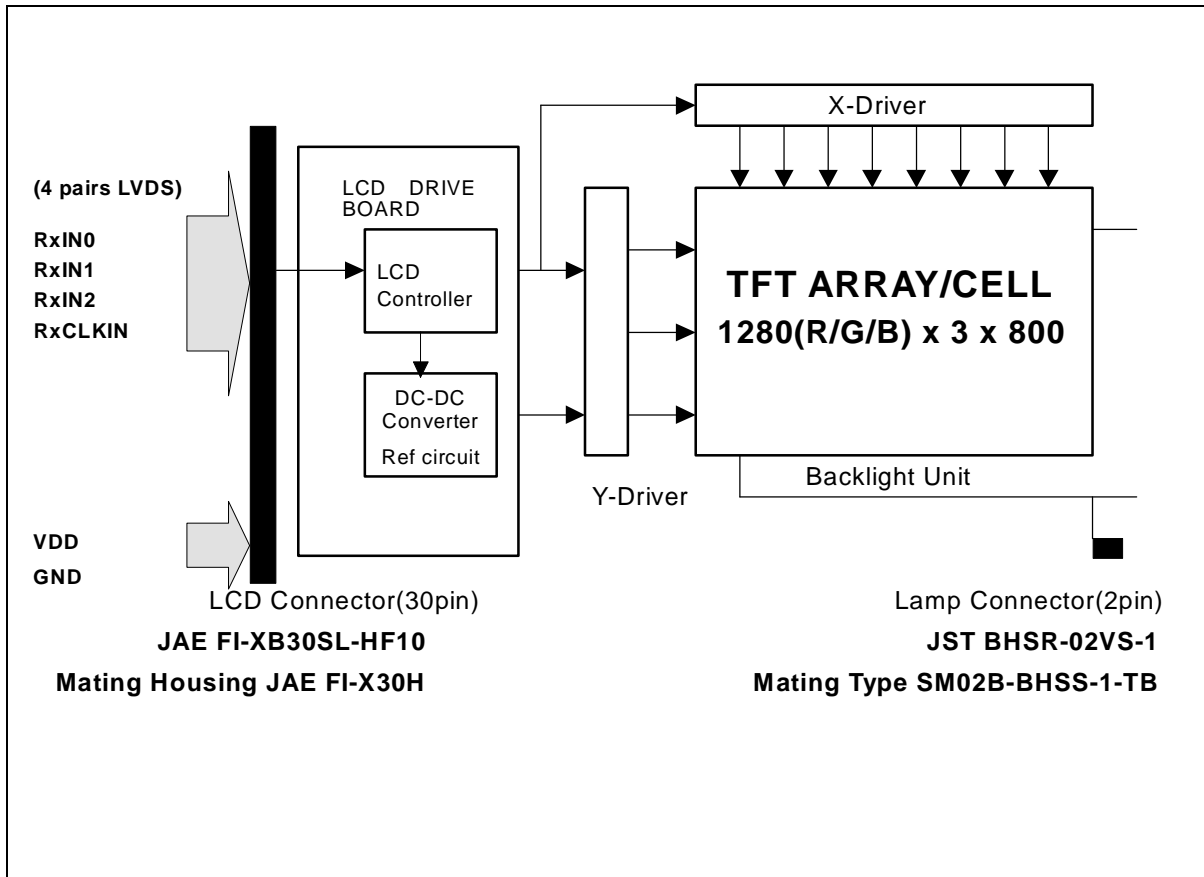 X-Driver
(4 pairs LVDS)
RxIN0
RxIN1
RxIN2
RxCLKIN
LCD DRIVE
BOARD
LCD
Controller
DC-DC
Converter
Ref circuit
TFT ARRAY/CELL
1280(R/G/B) x 3 x 800
Backlight Unit
Y-Driver
VDD
GND
LCD Connector(30pin)
JAE FI-XB30SL-HF10
Mating Housing JAE FI-X30H
Lamp Connector(2pin)
JST BHSR-02VS-1
Mating Type SM02B-BHSS-1-TB